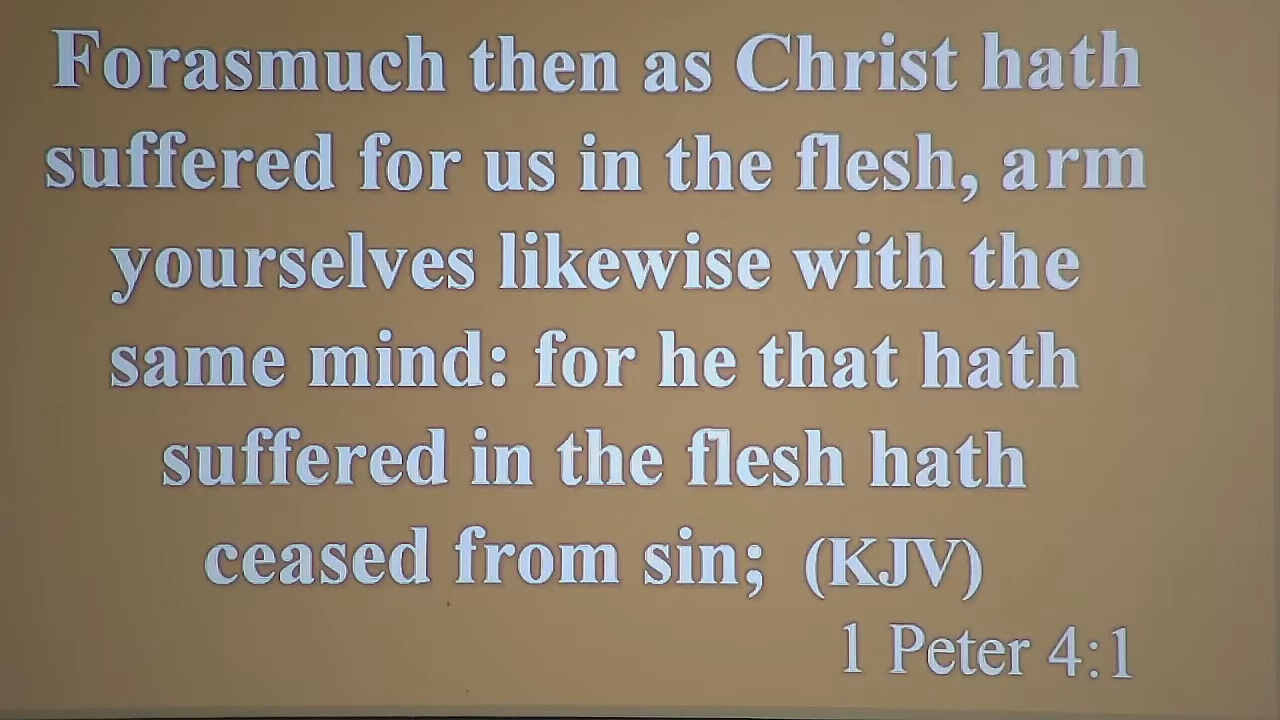 Forasmuch then as Christ hath
suffered for us in the flesh, arm
yourselves likewise with the
same mind: for he that hath
suffered in the flesh hath
ceased from sin; (KJV)
1 Peter 4:1